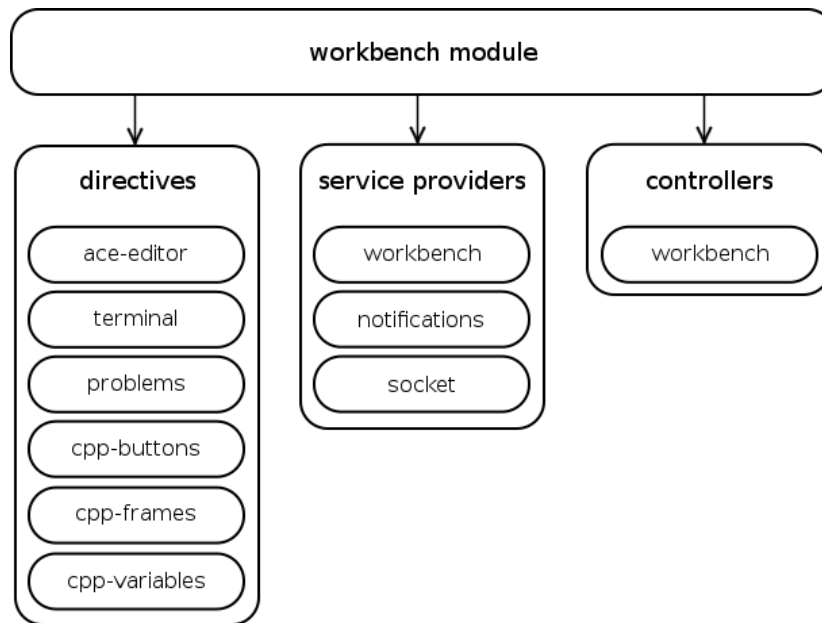 workbench module
directives
ace-editor
terminal
problems
cpp-buttons
cpp-frames
cpp-variables
service providers
workbench
notifications
socket
controllers
workbench